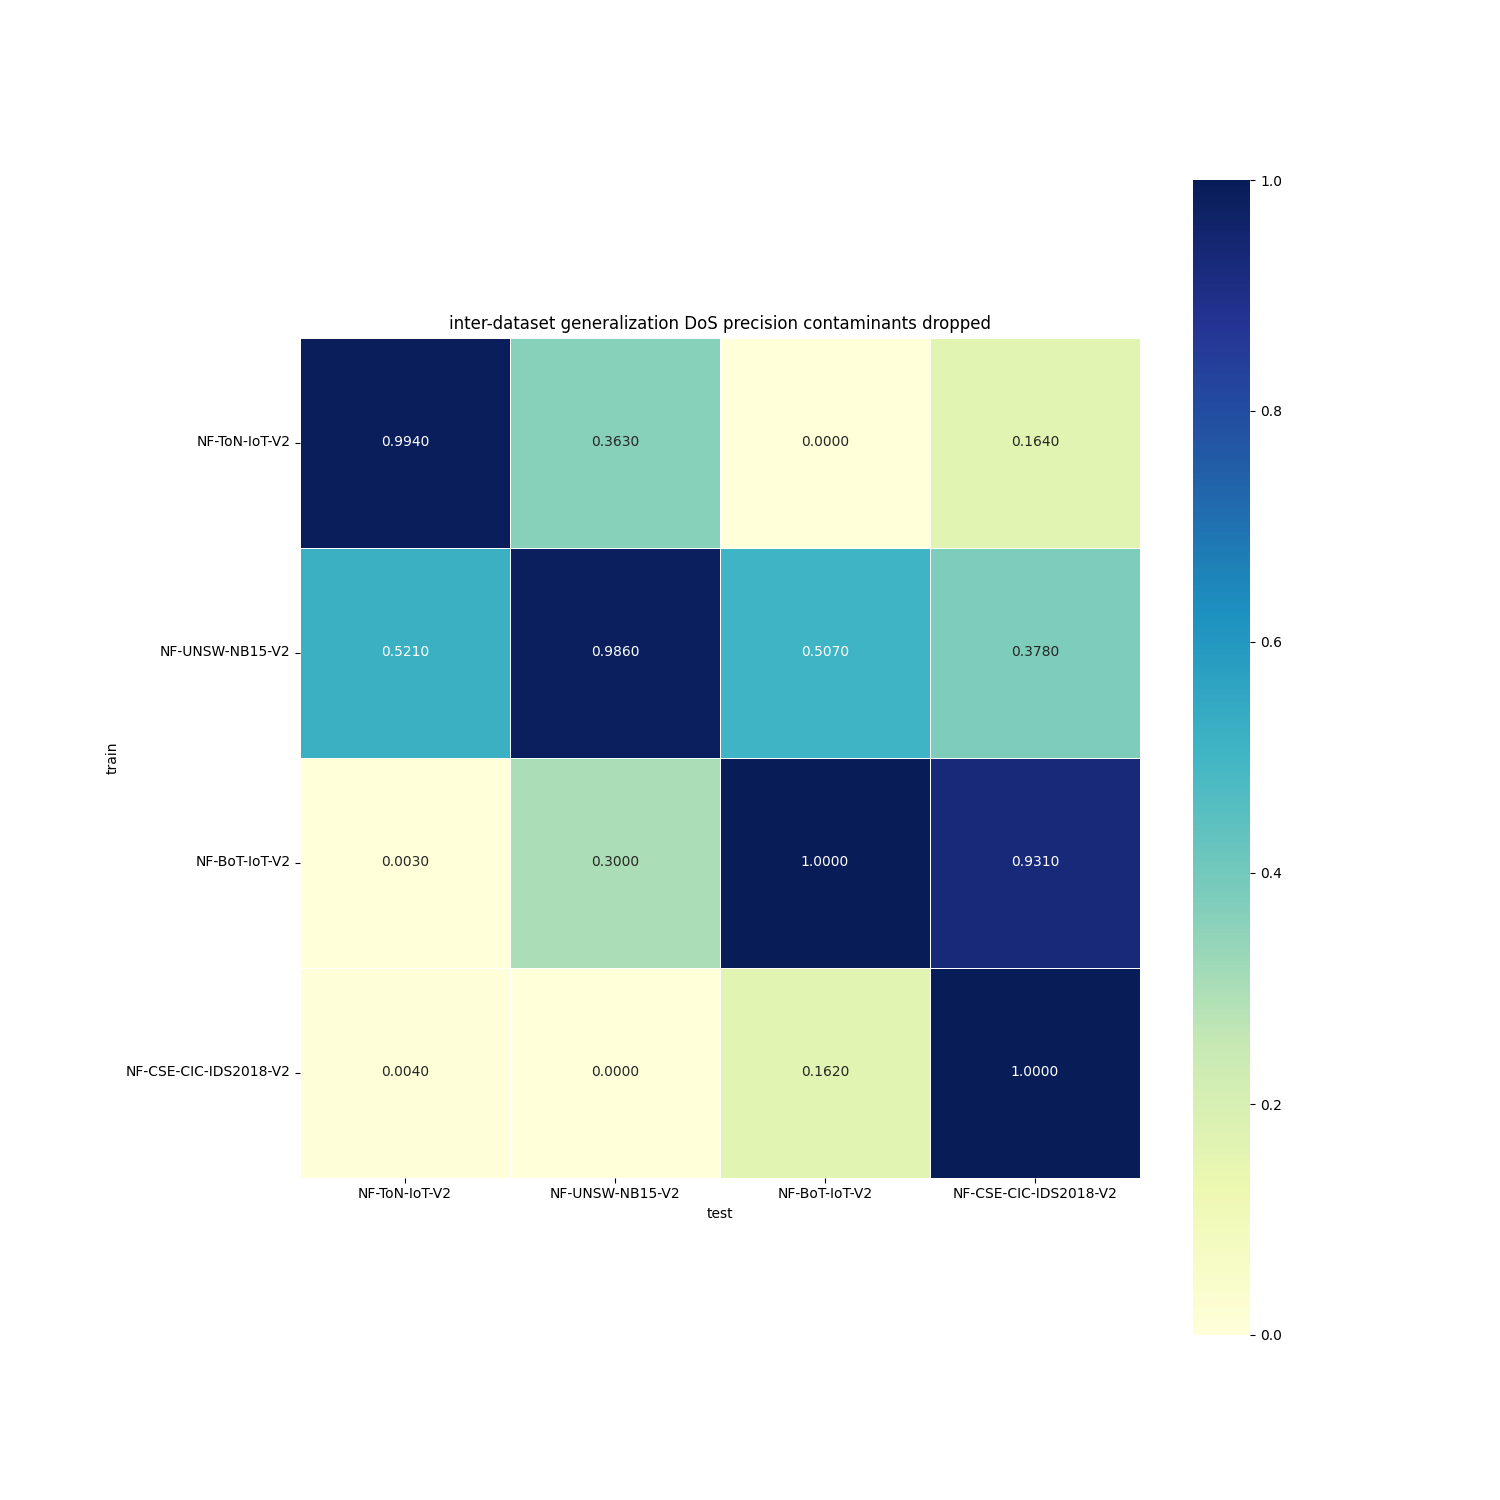 inter-dataset generalization DoS precision contaminants dropped
train
NF-ToN-IoT-V2
0.9940 0.3630 0.0000 0.1640
NF-UNSW-NB15-V2
0.5210 0.9860 0.5070 0.3780
NF-BoT-IoT-V2
0.0030 0.3000 1.0000 0.9310
NF-CSE-CIC-IDS2018-V2
0.0040 0.0000 0.1620 1.0000
NF-ToN-IoT-V2 NF-UNSW-NB15-V2 NF-BoT-IoT-V2 NF-CSE-CIC-IDS2018-V2
test
1.0
0.8
0.6
0.4
0.2
0.0